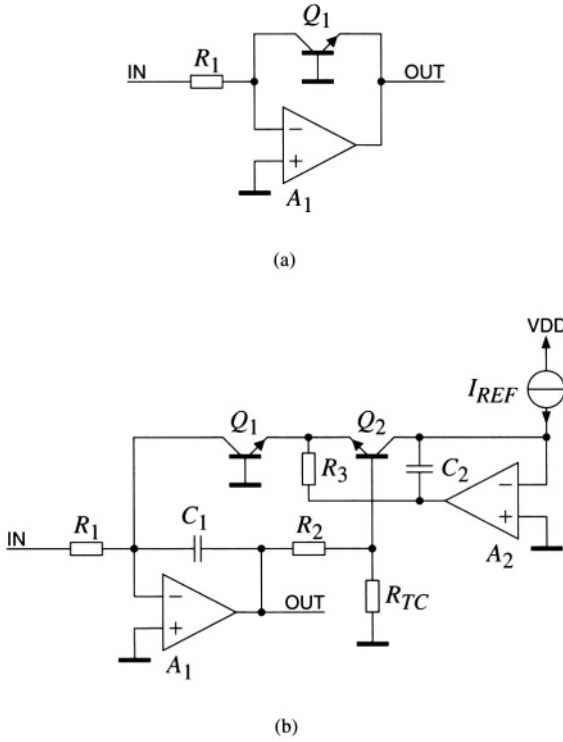 Q1
IN
R1
OUT
−
+
A1
(a)
VDD
IREF
Q1
Q2
R3
C2
−
+
A2
IN
R1
C1
R2
RTC
OUT
−
+
A1
(b)